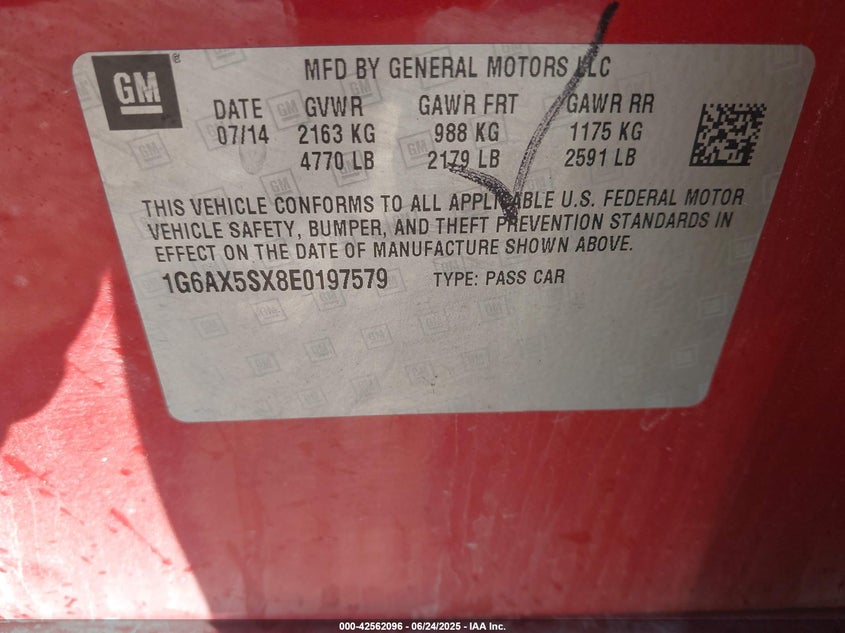 GM ®
MFD BY GENERAL MOTORS LLC
DATE GVWR GAWR FRT GAWR RR
07/14 2163 KG 988 KG 1175 KG
4770 LB 2179 LB 2591 LB
THIS VEHICLE CONFORMS TO ALL APPLICABLE U.S. FEDERAL MOTOR
VEHICLE SAFETY, BUMPER, AND THEFT PREVENTION STANDARDS IN
EFFECT ON THE DATE OF MANUFACTURE SHOWN ABOVE.
1G6AX5SX8E0197579 TYPE: PASS CAR
000-42562096 - 06/24/2025 - IAA Inc.